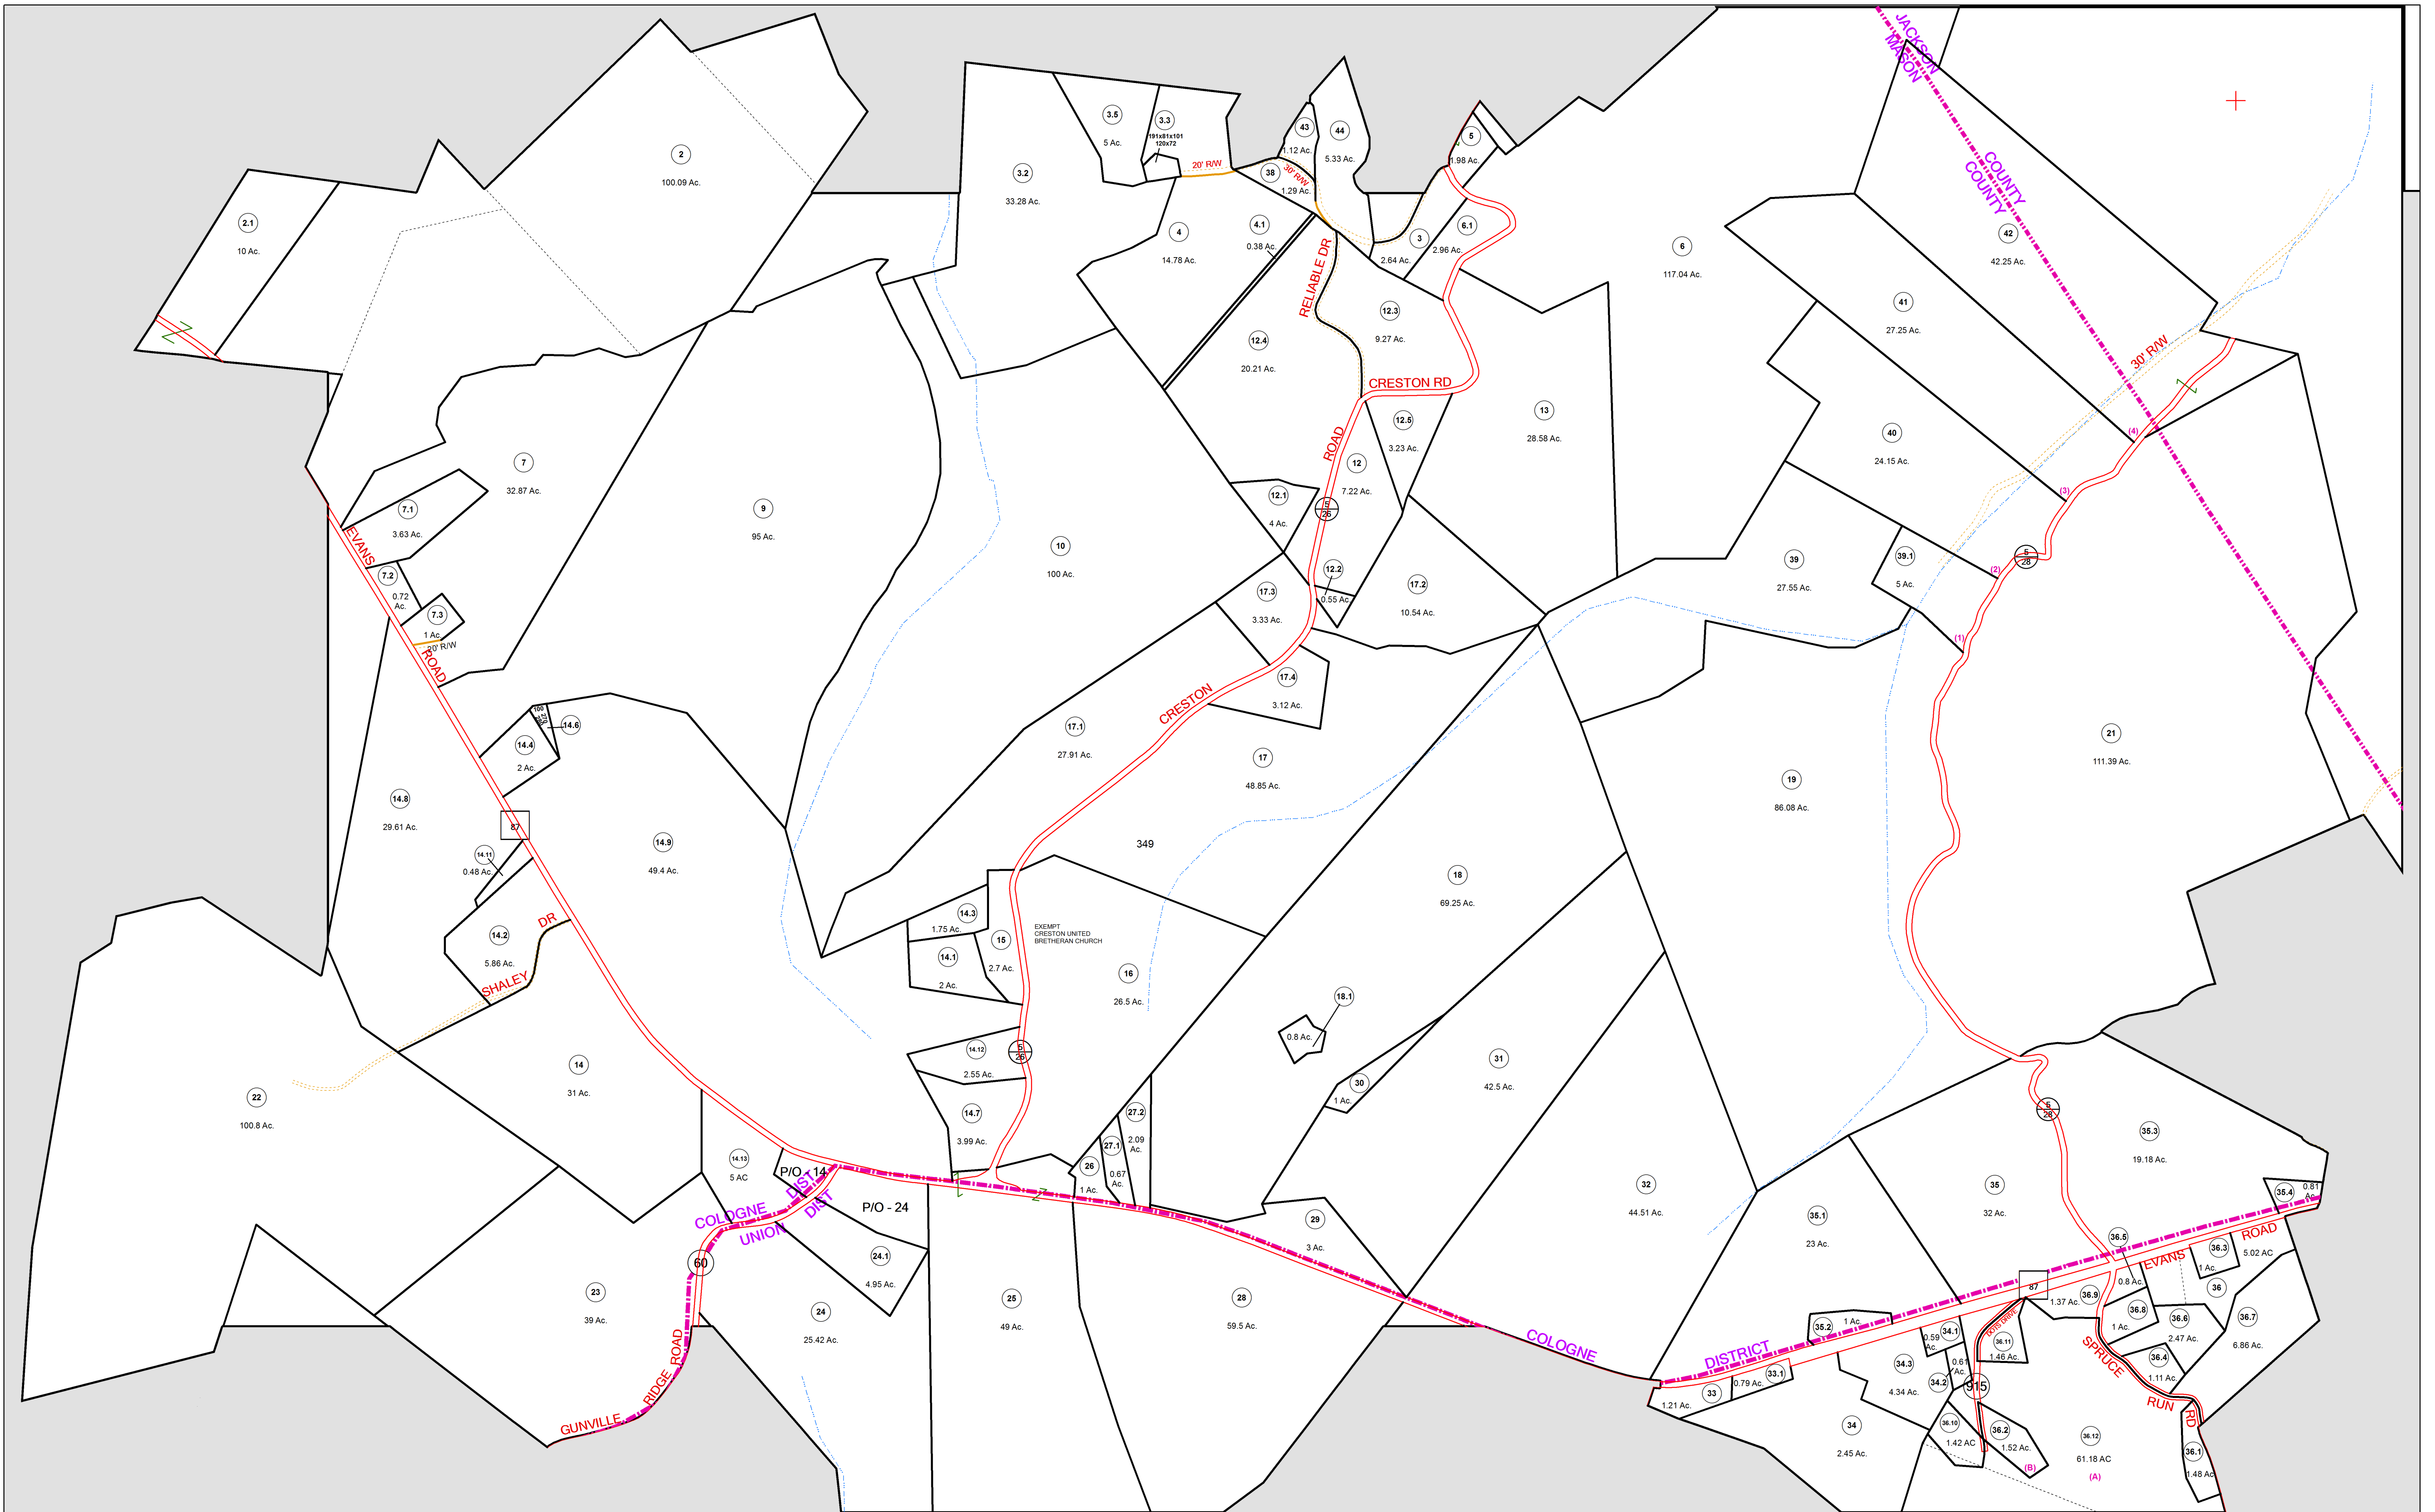 JACKSON
MASON
COUNTY
COUNTY
2
100.09 Ac.
2.1
10 Ac.
3.5
5 Ac.
3.3
191x81x101
120x72
3.2
33.28 Ac.
20' R/W
38
1.29 Ac.
30' R/W
43
1.12 Ac.
44
5.33 Ac.
5
1.98 Ac.
4
14.78 Ac.
4.1
0.38 Ac.
RELIABLE DR
3
2.64 Ac.
6.1
2.96 Ac.
6
117.04 Ac.
42
42.25 Ac.
41
27.25 Ac.
30' R/W
12.3
9.27 Ac.
12.4
20.21 Ac.
CRESTON RD
12.5
3.23 Ac.
13
28.58 Ac.
40
24.15 Ac.
(4)
(3)
(2)
(1)
7
32.87 Ac.
7.1
3.63 Ac.
EVANS
7.2
0.72
Ac.
7.3
1 Ac.
20' R/W
ROAD
9
95 Ac.
10
100 Ac.
ROAD
12
7.22 Ac.
12.1
4 Ac.
5
26
12.2
0.55 Ac.
17.3
3.33 Ac.
17.2
10.54 Ac.
39
27.55 Ac.
39.1
5 Ac.
5
28
17.4
3.12 Ac.
CRESTON
17.1
27.91 Ac.
17
48.85 Ac.
349
21
111.39 Ac.
19
86.08 Ac.
100
14.6
14.4
2 Ac.
14.8
29.61 Ac.
87
14.9
49.4 Ac.
14.11
0.48 Ac.
14.2
5.86 Ac.
DR
SHALEY
14.3
1.75 Ac.
15
2.7 Ac.
14.1
2 Ac.
EXEMPT
CRESTON UNITED
BRETHERAN CHURCH
16
26.5 Ac.
18
69.25 Ac.
18.1
0.8 Ac.
14
31 Ac.
22
100.8 Ac.
14.12
2.55 Ac.
5
26
14.7
3.99 Ac.
30
1 Ac.
31
42.5 Ac.
27.2
2.09
Ac.
27.1
0.67
Ac.
26
1 Ac.
14.13
5 AC
P/O - 14
DIST
COLOGNE
UNION
DIST
P/O - 24
24.1
4.95 Ac.
60
23
39 Ac.
24
25.42 Ac.
25
49 Ac.
28
59.5 Ac.
29
3 Ac.
32
44.51 Ac.
GUNVILLE
RIDGE ROAD
COLOGNE
DISTRICT
5
28
35.3
19.18 Ac.
35
32 Ac.
35.1
23 Ac.
35.4
0.81
Ac.
35.2
1 Ac.
EVANS
ROAD
36.5
0.8 Ac.
36.3
1 Ac.
5.02 AC
36
87
36.9
1.37 Ac.
36.8
1 Ac.
36.6
2.47 Ac.
36.7
6.86 Ac.
DOTS DRIVE
36.11
1.46 Ac.
34.1
0.59
Ac.
34.3
4.34 Ac.
0.61
Ac.
34.2
915
SPRUCE
RUN
RD
36.4
1.11 Ac.
33.1
0.79 Ac.
33
1.21 Ac.
34
2.45 Ac.
36.10
1.42 AC
36.2
1.52 Ac.
(B)
36.12
61.18 AC
(A)
36.1
1.48 Ac.